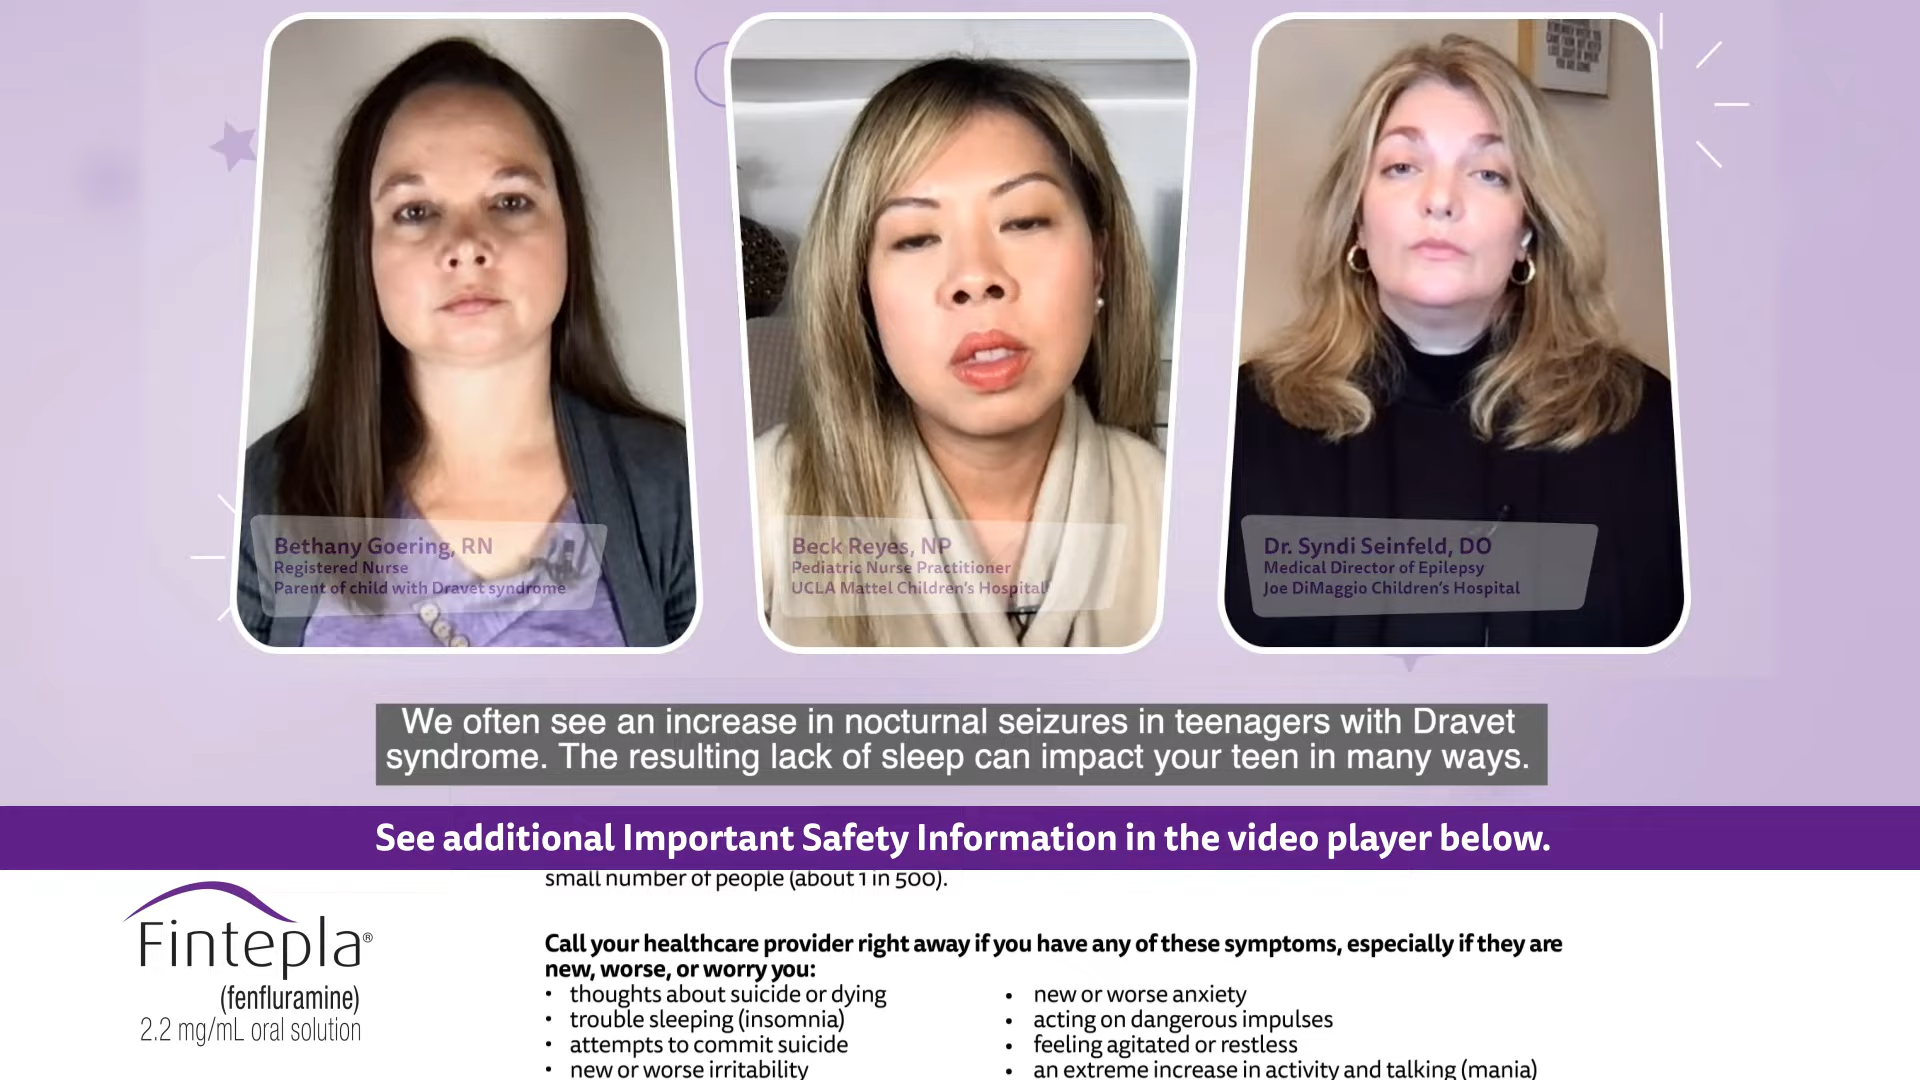 Bethany Goering, RN
Registered Nurse
Parent of child with Dravet syndrome
Beck Reyes, NP
Pediatric Nurse Practitioner
UCLA Mattel Children's Hospital
Dr. Syndi Seinfeld, DO
Medical Director of Epilepsy
Joe DiMaggio Children's Hospital
We often see an increase in nocturnal seizures in teenagers with Dravet
syndrome. The resulting lack of sleep can impact your teen in many ways.
See additional Important Safety Information in the video player below.
Fintepla®
(fenfluramine)
2.2 mg/mL oral solution
small number of people (about 1 in 500).
Call your healthcare provider right away if you have any of these symptoms, especially if they are
new, worse, or worry you:
• thoughts about suicide or dying
• trouble sleeping (insomnia)
• attempts to commit suicide
• new or worse irritability
• new or worse anxiety
• acting on dangerous impulses
• feeling agitated or restless
• an extreme increase in activity and talking (mania)